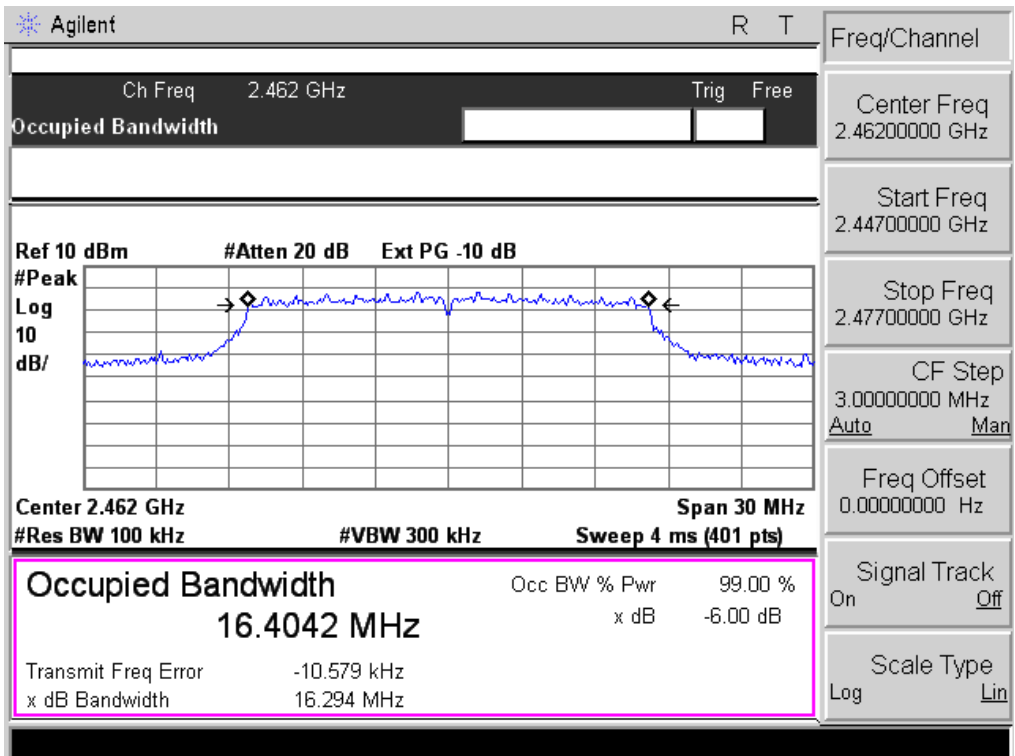 Agilent R T
Ch Freq 2.462 GHz Trig Free
Occupied Bandwidth
Ref 10 dBm #Atten 20 dB Ext PG -10 dB
#Peak
Log
10
dB/
Center 2.462 GHz Span 30 MHz
#Res BW 100 kHz #VBW 300 kHz Sweep 4 ms (401 pts)
Occupied Bandwidth
16.4042 MHz
Occ BW % Pwr 99.00 %
x dB -6.00 dB
Transmit Freq Error -10.579 kHz
x dB Bandwidth 16.294 MHz
Freq/Channel
Center Freq
2.46200000 GHz
Start Freq
2.44700000 GHz
Stop Freq
2.47700000 GHz
CF Step
3.00000000 MHz
Auto Man
Freq Offset
0.00000000 Hz
Signal Track
On Off
Scale Type
Log Lin